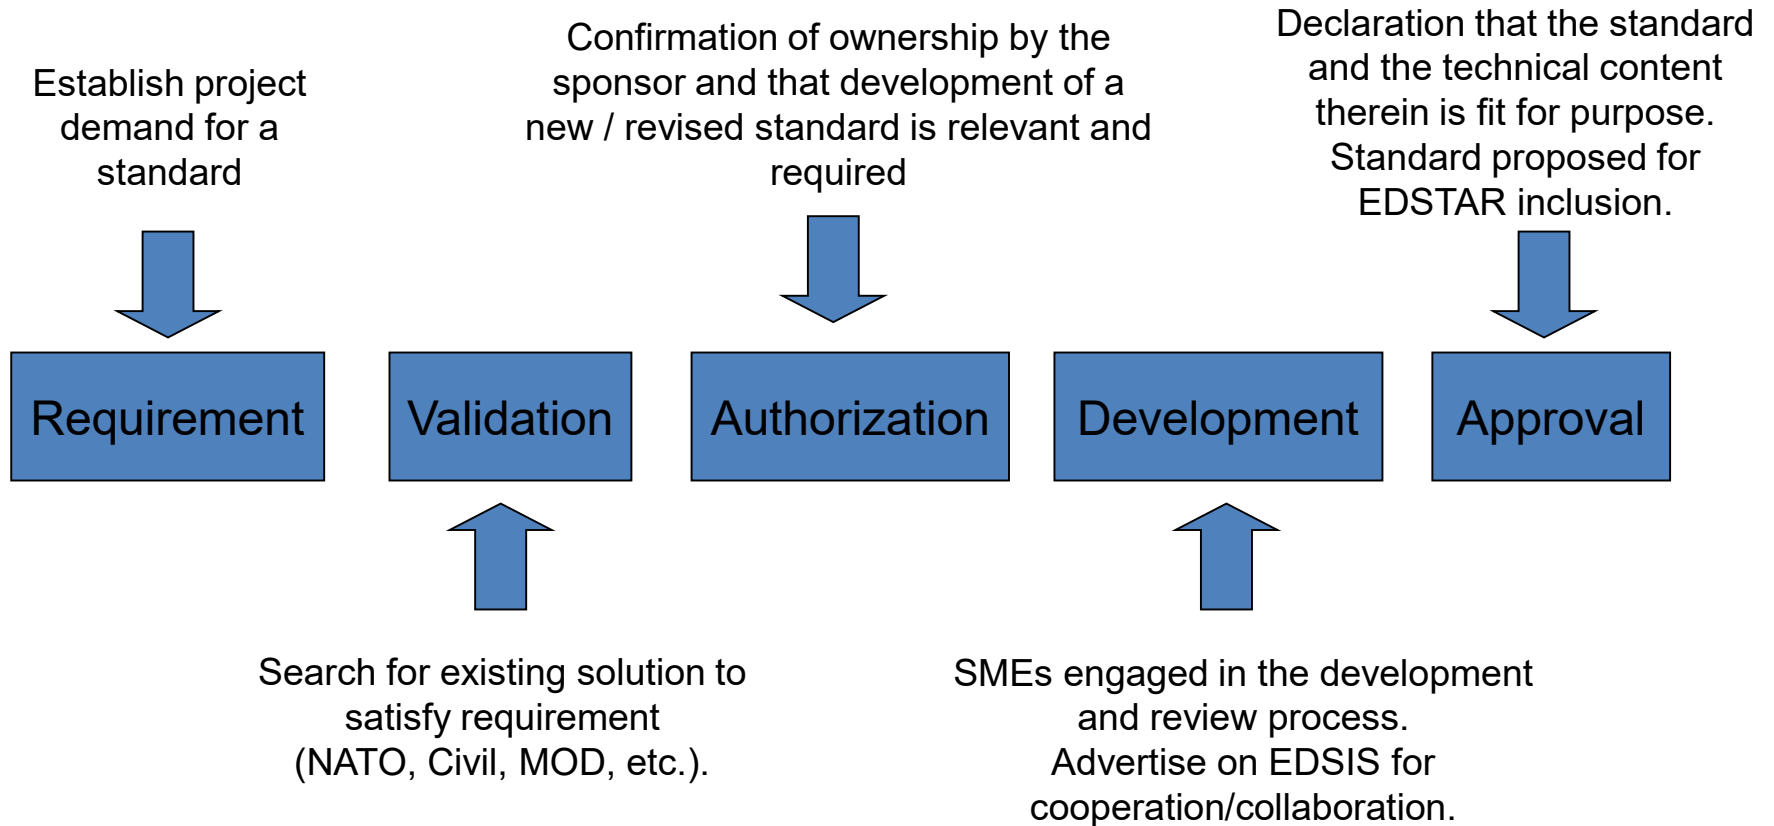 Establish project
demand for a
standard
Confirmation of ownership by the
sponsor and that development of a
new / revised standard is relevant and
required
Declaration that the standard
and the technical content
therein is fit for purpose.
Standard proposed for
EDSTAR inclusion.
Requirement
Validation
Authorization
Development
Approval
Search for existing solution to
satisfy requirement
(NATO, Civil, MOD, etc.).
SMEs engaged in the development
and review process.
Advertise on EDSIS for
cooperation/collaboration.